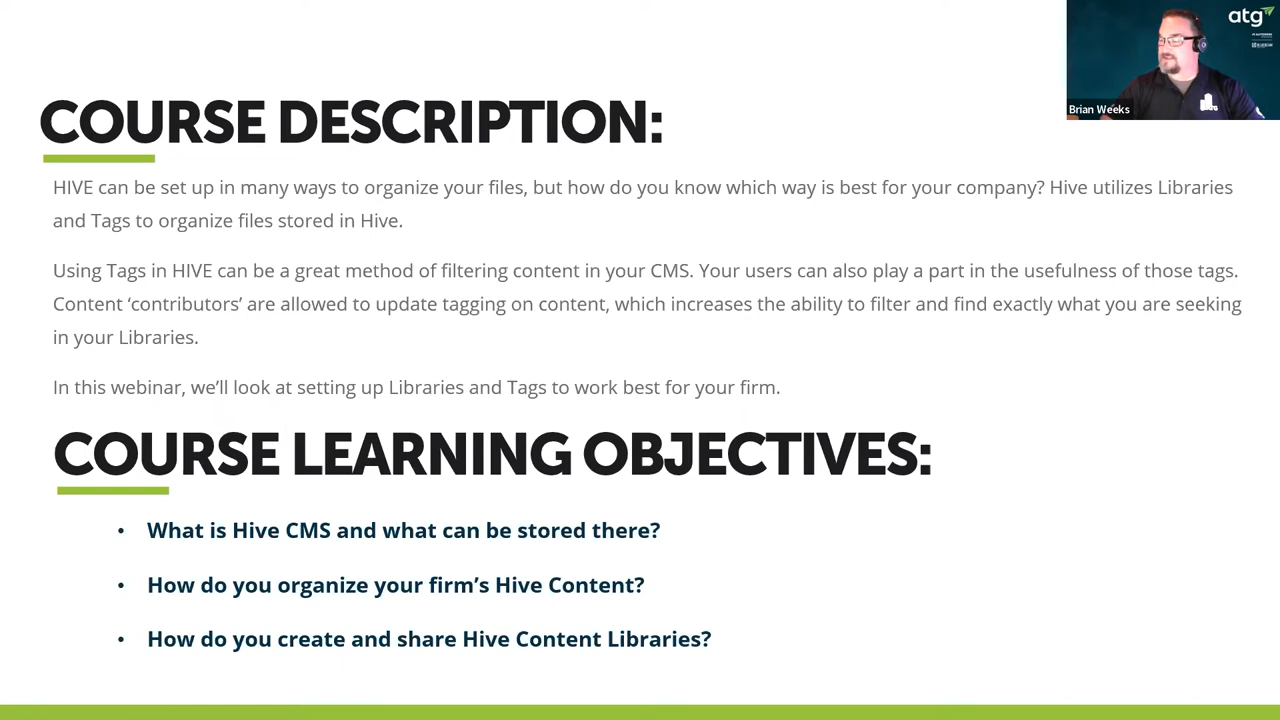 atg
Brian Weeks
COURSE DESCRIPTION:
HIVE can be set up in many ways to organize your files, but how do you know which way is best for your company? Hive utilizes Libraries
and Tags to organize files stored in Hive.
Using Tags in HIVE can be a great method of filtering content in your CMS. Your users can also play a part in the usefulness of those tags.
Content ‘contributors’ are allowed to update tagging on content, which increases the ability to filter and find exactly what you are seeking
in your Libraries.
In this webinar, we’ll look at setting up Libraries and Tags to work best for your firm.
COURSE LEARNING OBJECTIVES:
• What is Hive CMS and what can be stored there?
• How do you organize your firm’s Hive Content?
• How do you create and share Hive Content Libraries?